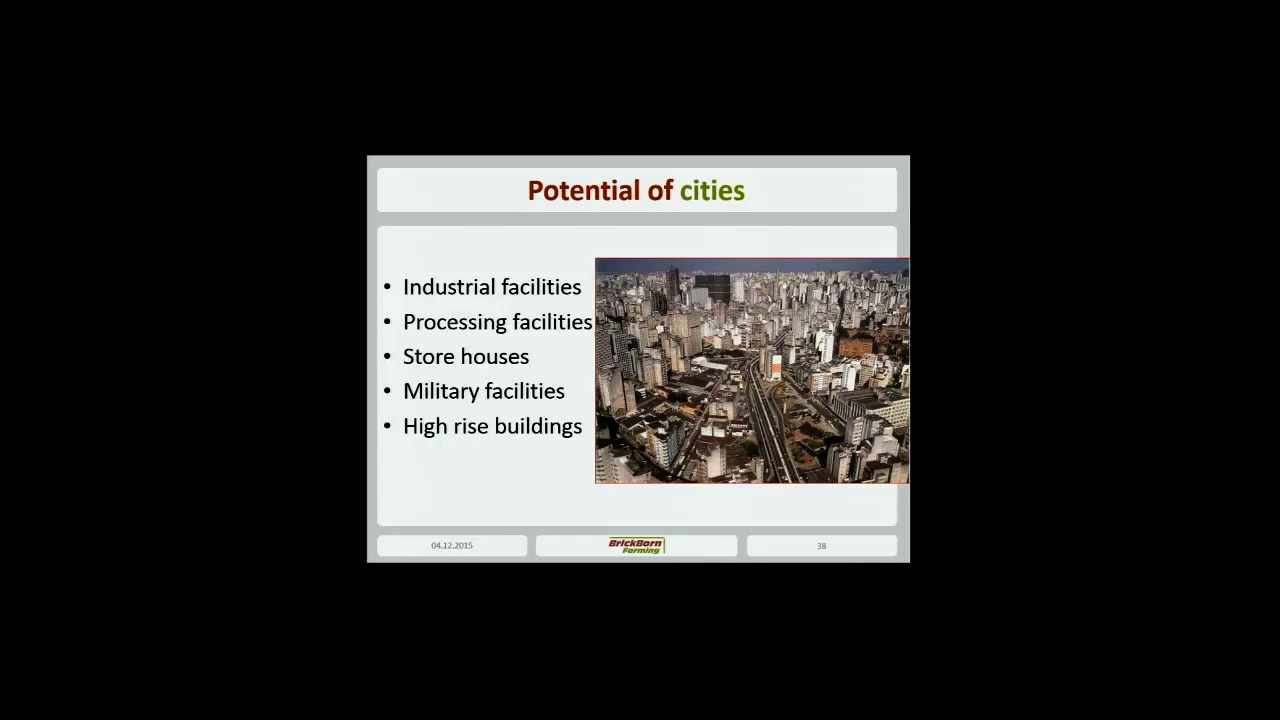 Potential of cities
• Industrial facilities
• Processing facilities
• Store houses
• Military facilities
• High rise buildings
04.12.2015
BrickBorn
Farming
38